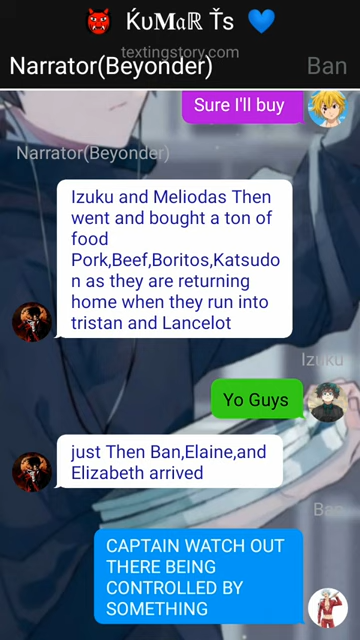 👹 ḰυᴍαℝŤs 💙
textingstory.com
Narrator(Beyonder) Ban
Sure I'll buy
Narrator(Beyonder)
Izuku and Meliodas Then
went and bought a ton of
food
Pork,Beef,Boritos,Katsudo
n as they are returning
home when they run into
tristan and Lancelot
Izuku
Yo Guys
just Then Ban,Elaine,and
Elizabeth arrived
Ban
CAPTAIN WATCH OUT
THERE BEING
CONTROLLED BY
SOMETHING